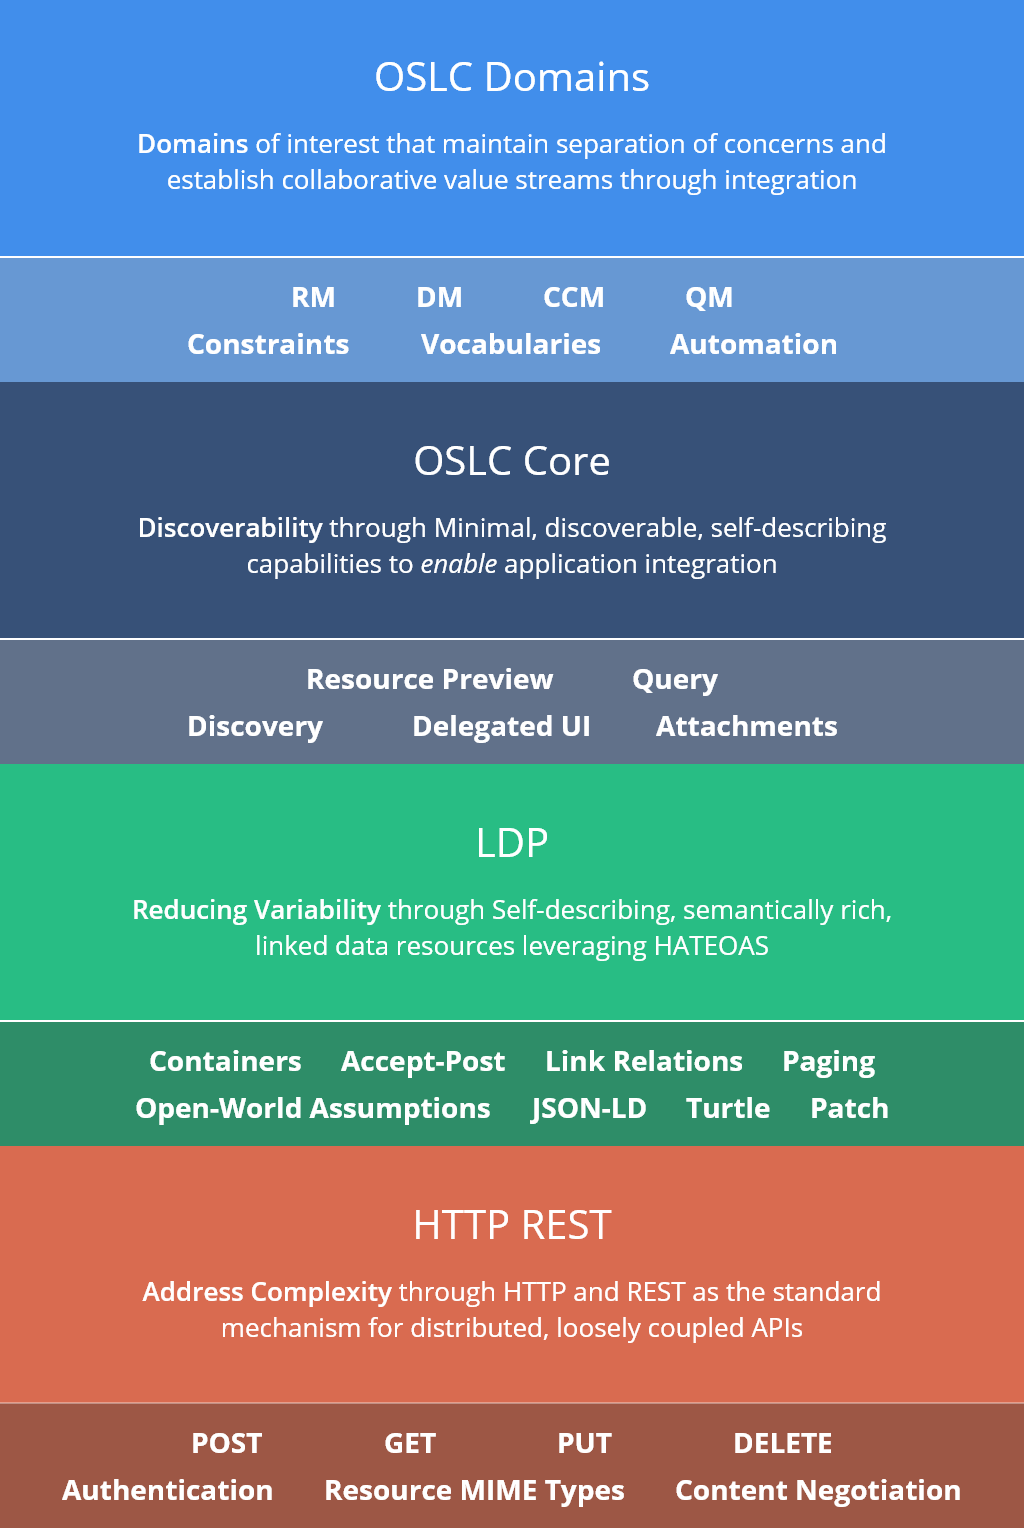 OSLC Domains
Domains of interest that maintain separation of concerns and
establish collaborative value streams through integration
RM DM CCM QM
Constraints Vocabularies Automation
OSLC Core
Discoverability through Minimal, discoverable, self-describing
capabilities to enable application integration
Resource Preview Query
Discovery Delegated UI Attachments
LDP
Reducing Variability through Self-describing, semantically rich,
linked data resources leveraging HATEOAS
Containers Accept-Post Link Relations Paging
Open-World Assumptions JSON-LD Turtle Patch
HTTP REST
Address Complexity through HTTP and REST as the standard
mechanism for distributed, loosely coupled APIs
POST GET PUT DELETE
Authentication Resource MIME Types Content Negotiation